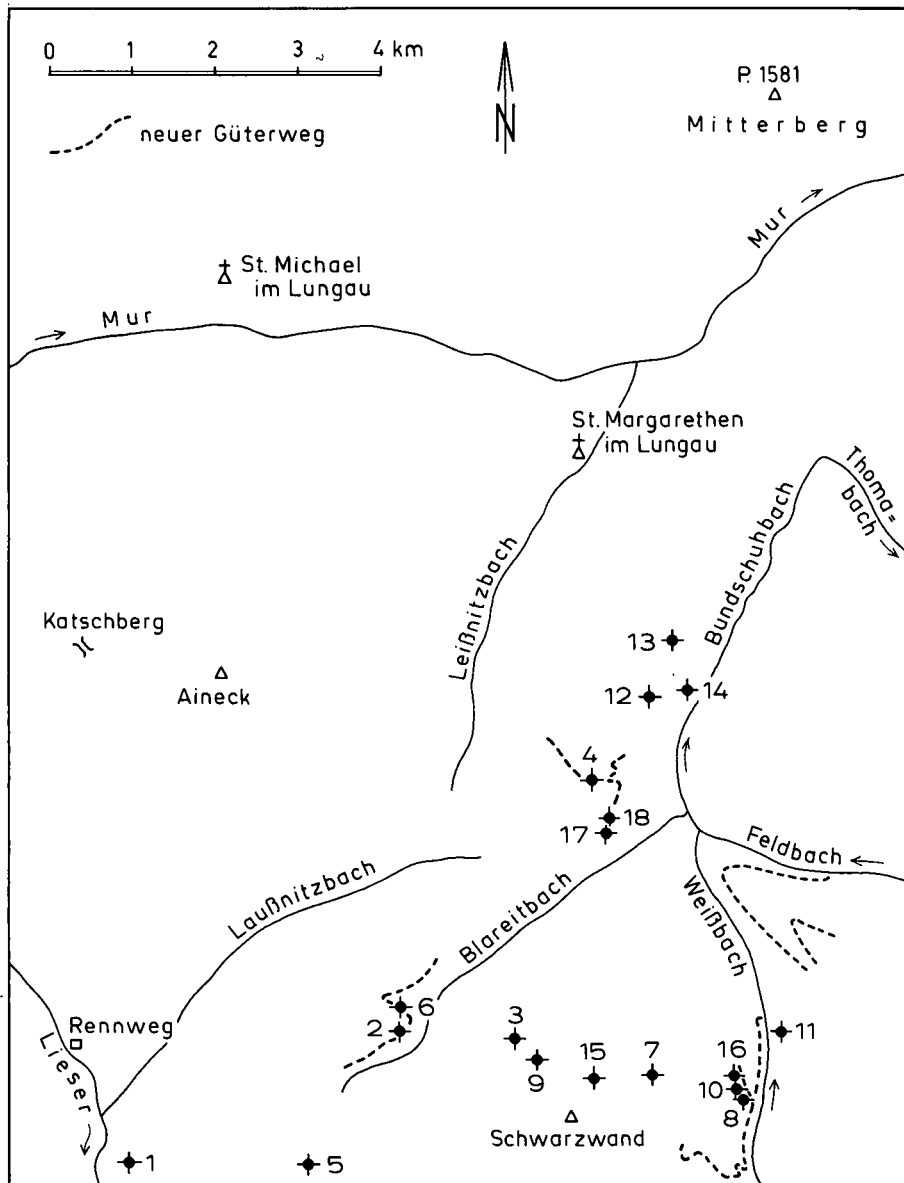 0 1 2 3 4 km
neuer Güterweg
N
P. 1581
Mitterberg
Mur
St. Michael
im Lungau
Mur
St. Margarethen
im Lungau
Thoma=
bach
Bundschuhbach
Leißnitzbach
Katschberg
Aineck
13
12
14
4
18
17
Feldbach
Laußnitzbach
Blareitbach
Weißbach
6
2
3
9
15
7
16
10
8
11
Rennweg
Lieser
Schwarzwand
1
5